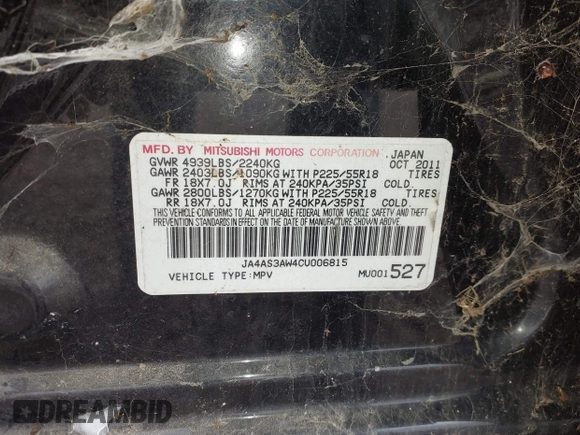 MFD. BY MITSUBISHI MOTORS CORPORATION JAPAN
GVWR 4939LBS/2240KG OCT 2011
GAWR 2403LBS/1090KG WITH P225/55R18 TIRES
FR 18X7.0J RIMS AT 240KPA/35PSI COLD.
GAWR 2800LBS/1270KG WITH P225/55R18 TIRES
RR 18X7.0J RIMS AT 240KPA/35PSI COLD.
THIS VEHICLE CONFORMS TO ALL APPLICABLE FEDERAL MOTOR VEHICLE SAFETY AND THEFT
PREVENTION STANDARDS IN EFFECT ON THE DATE OF MANUFACTURE SHOWN ABOVE.
JA4AS3AW4CU006815
VEHICLE TYPE:MPV MU001527
DREAMBID